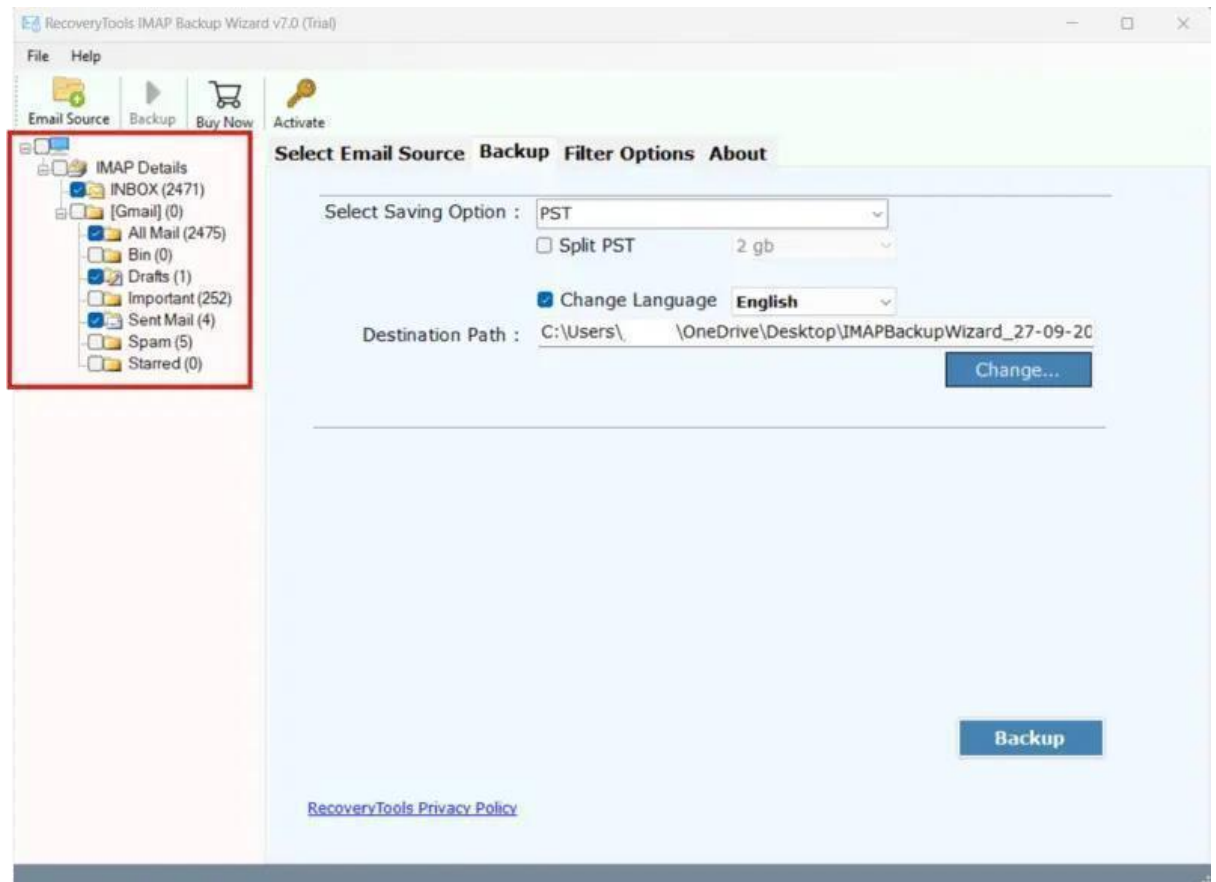 RecoveryTools IMAP Backup Wizard v7.0 (Trial)
File Help
Email Source Backup Buy Now Activate
IMAP Details
INBOX (2471)
[Gmail] (0)
All Mail (2475)
Bin (0)
Drafts (1)
Important (252)
Sent Mail (4)
Spam (5)
Starred (0)
Select Email Source Backup Filter Options About
Select Saving Option : PST
Split PST 2 gb
Change Language English
Destination Path : C:\Users\ \OneDrive\Desktop\IMAPBackupWizard_27-09-20
Change...
Backup
RecoveryTools Privacy Policy